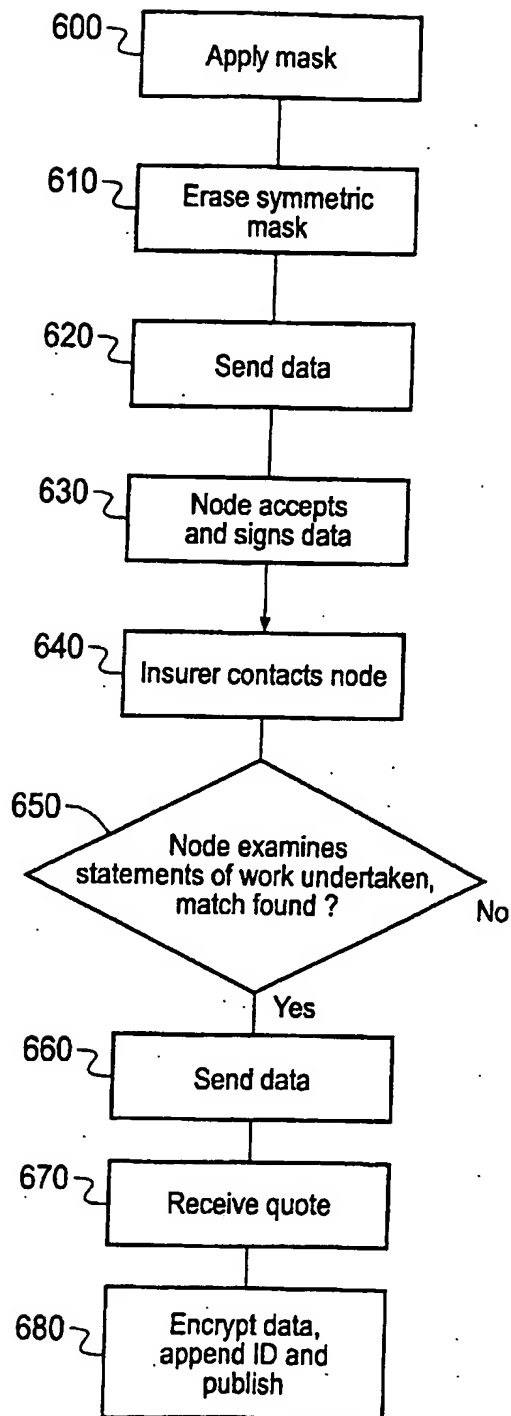 600
Apply mask
610
Erase symmetric
mask
620
Send data
630
Node accepts
and signs data
640
Insurer contacts node
650
Node examines
statements of work undertaken,
match found ?
No
Yes
660
Send data
670
Receive quote
680
Encrypt data,
append ID and
publish